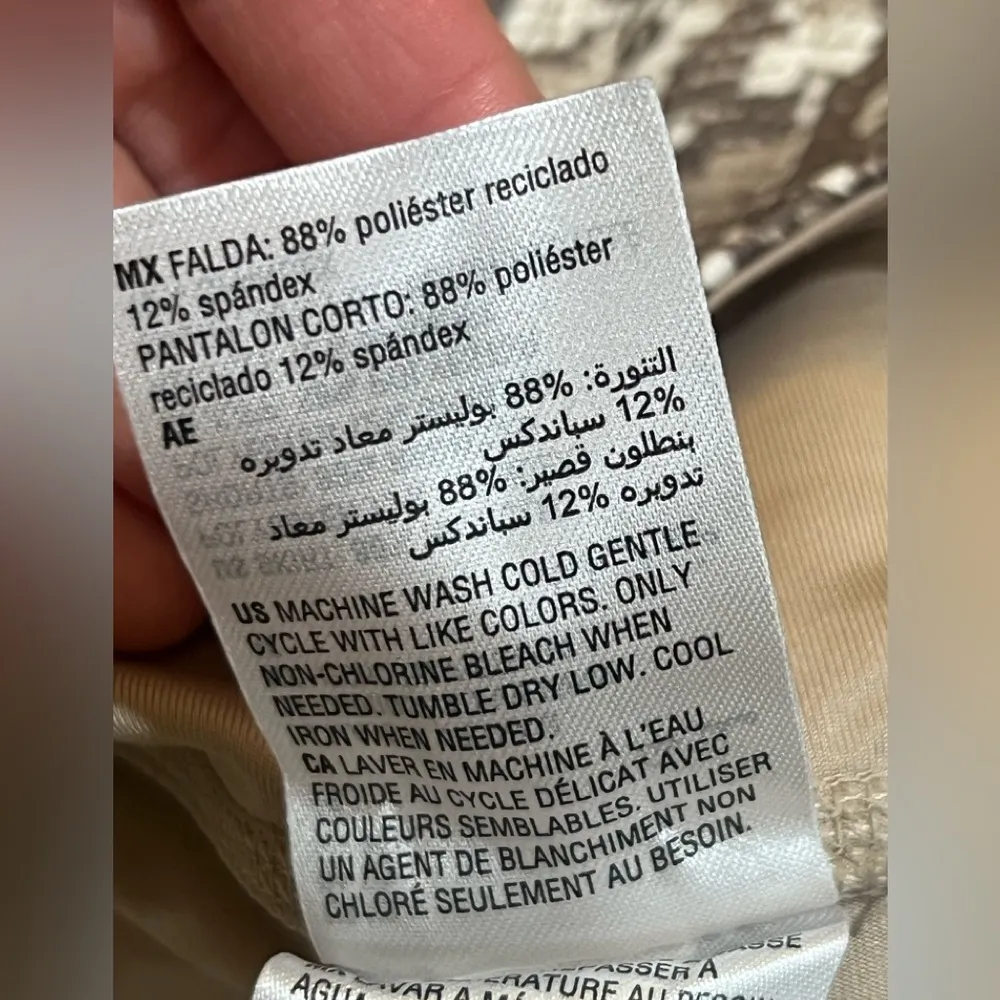 MX FALDA: 88% poliéster reciclado
12% spándex
PANTALON CORTO: 88% poliéster
reciclado 12% spándex
AE
التنورة: 88% بوليستر معاد تدويره
12% سباندكس
بنطلون قصير: 88% بوليستر معاد
تدويره 12% سباندكس
US MACHINE WASH COLD GENTLE
CYCLE WITH LIKE COLORS. ONLY
NON-CHLORINE BLEACH WHEN
NEEDED. TUMBLE DRY LOW. COOL
IRON WHEN NEEDED.
CA LAVER EN MACHINE À L'EAU
FROIDE AU CYCLE DÉLICAT AVEC
COULEURS SEMBLABLES. UTILISER
UN AGENT DE BLANCHIMENT NON
CHLORÉ SEULEMENT AU BESOIN.